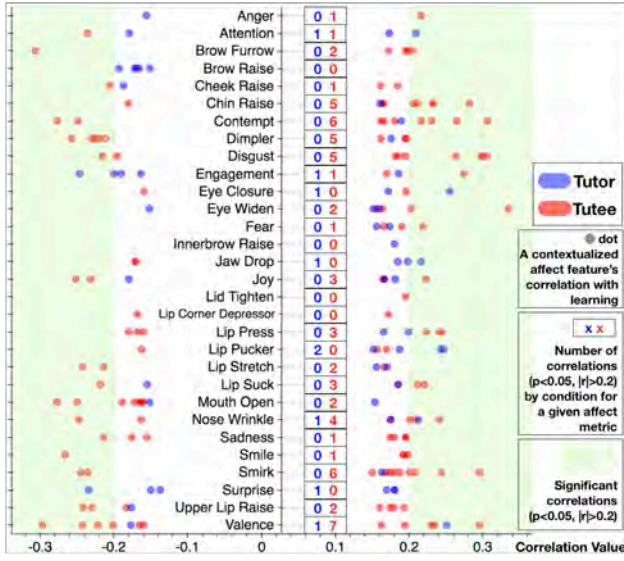 Anger 0 1
Attention 1 1
Brow Furrow 0 2
Brow Raise 0 0
Cheek Raise 0 1
Chin Raise 0 5
Contempt 0 6
Dimpler 0 5
Disgust 0 5
Engagement 1 1
Eye Closure 1 0
Eye Widen 0 2
Fear 0 1
Innerbrow Raise 0 0
Jaw Drop 1 0
Joy 0 3
Lid Tighten 0 0
Lip Corner Depressor 0 0
Lip Press 0 3
Lip Pucker 2 0
Lip Stretch 0 2
Lip Suck 0 3
Mouth Open 0 2
Nose Wrinkle 1 4
Sadness 0 1
Smile 0 1
Smirk 0 6
Surprise 1 0
Upper Lip Raise 0 2
Valence 1 7
-0.3 -0.2 -0.1 0 0.1 0.2 0.3 Correlation Value
Tutor
Tutee
dot
A contextualized
affect feature's
correlation with
learning
x x
Number of
correlations
(p<0.05, |r|>0.2)
by condition for
a given affect
metric
Significant
correlations
(p<0.05, |r|>0.2)